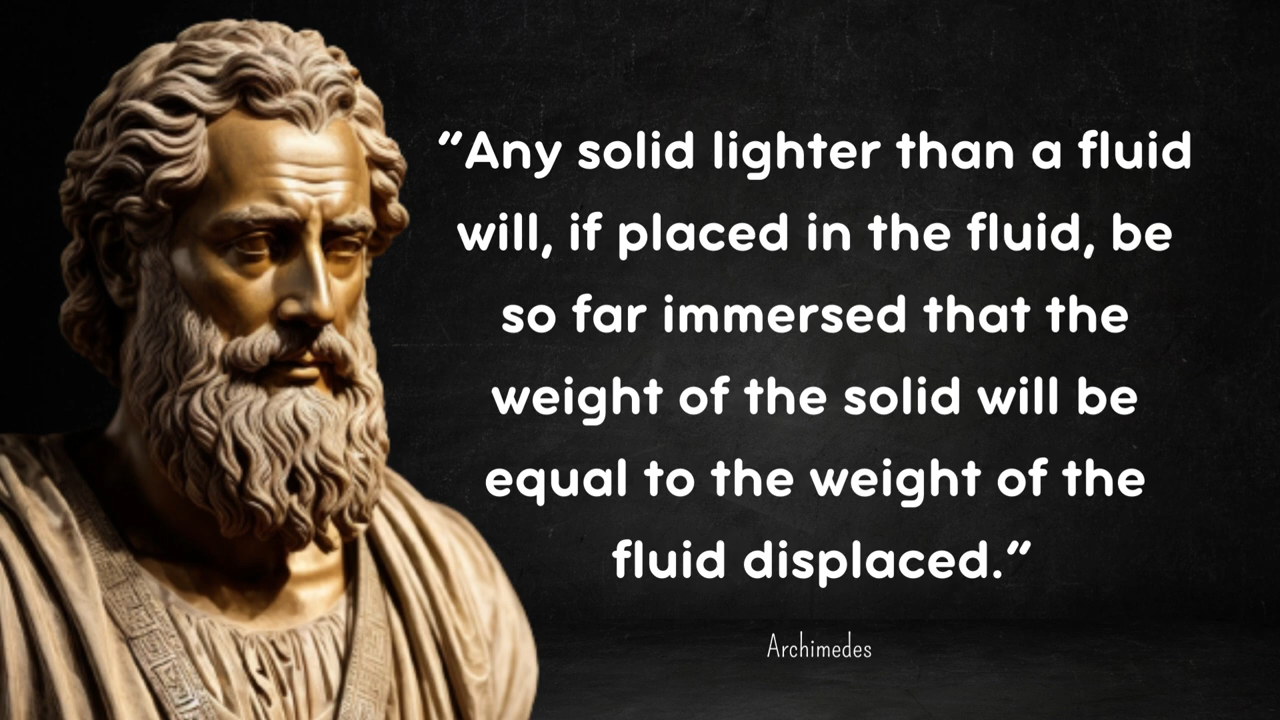 “Any solid lighter than a fluid
will, if placed in the fluid, be
so far immersed that the
weight of the solid will be
equal to the weight of the
fluid displaced.”
Archimedes